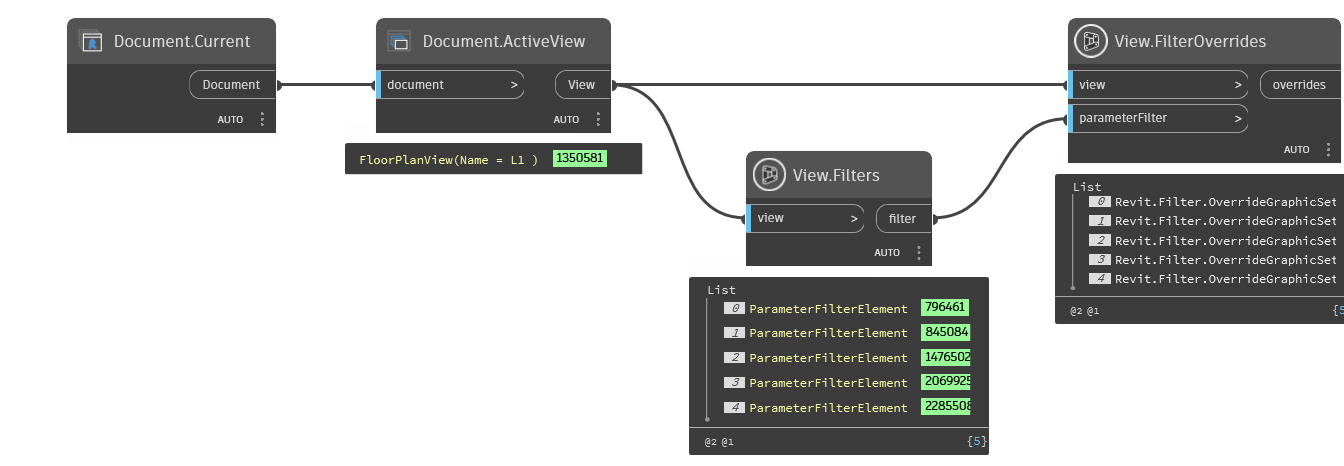 Document.Current
Document
AUTO
Document.ActiveView
document > View
AUTO
FloorPlanView(Name = L1 ) 1350581
View.Filters
view > filter
AUTO
List
0 ParameterFilterElement 796461
1 ParameterFilterElement 845084
2 ParameterFilterElement 1476502
3 ParameterFilterElement 2069925
4 ParameterFilterElement 2285508
@2 @1 {5}
View.FilterOverrides
view > overrides
parameterFilter >
AUTO
List
0 Revit.Filter.OverrideGraphicSet
1 Revit.Filter.OverrideGraphicSet
2 Revit.Filter.OverrideGraphicSet
3 Revit.Filter.OverrideGraphicSet
4 Revit.Filter.OverrideGraphicSet
@2 @1 {5